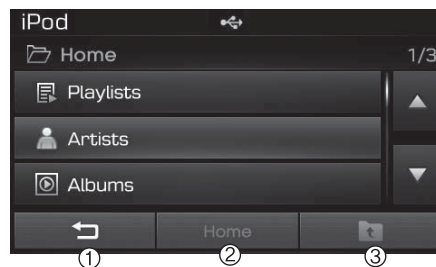 iPod
Home 1/3
Playlists
Artists
Albums
Home
① ② ③